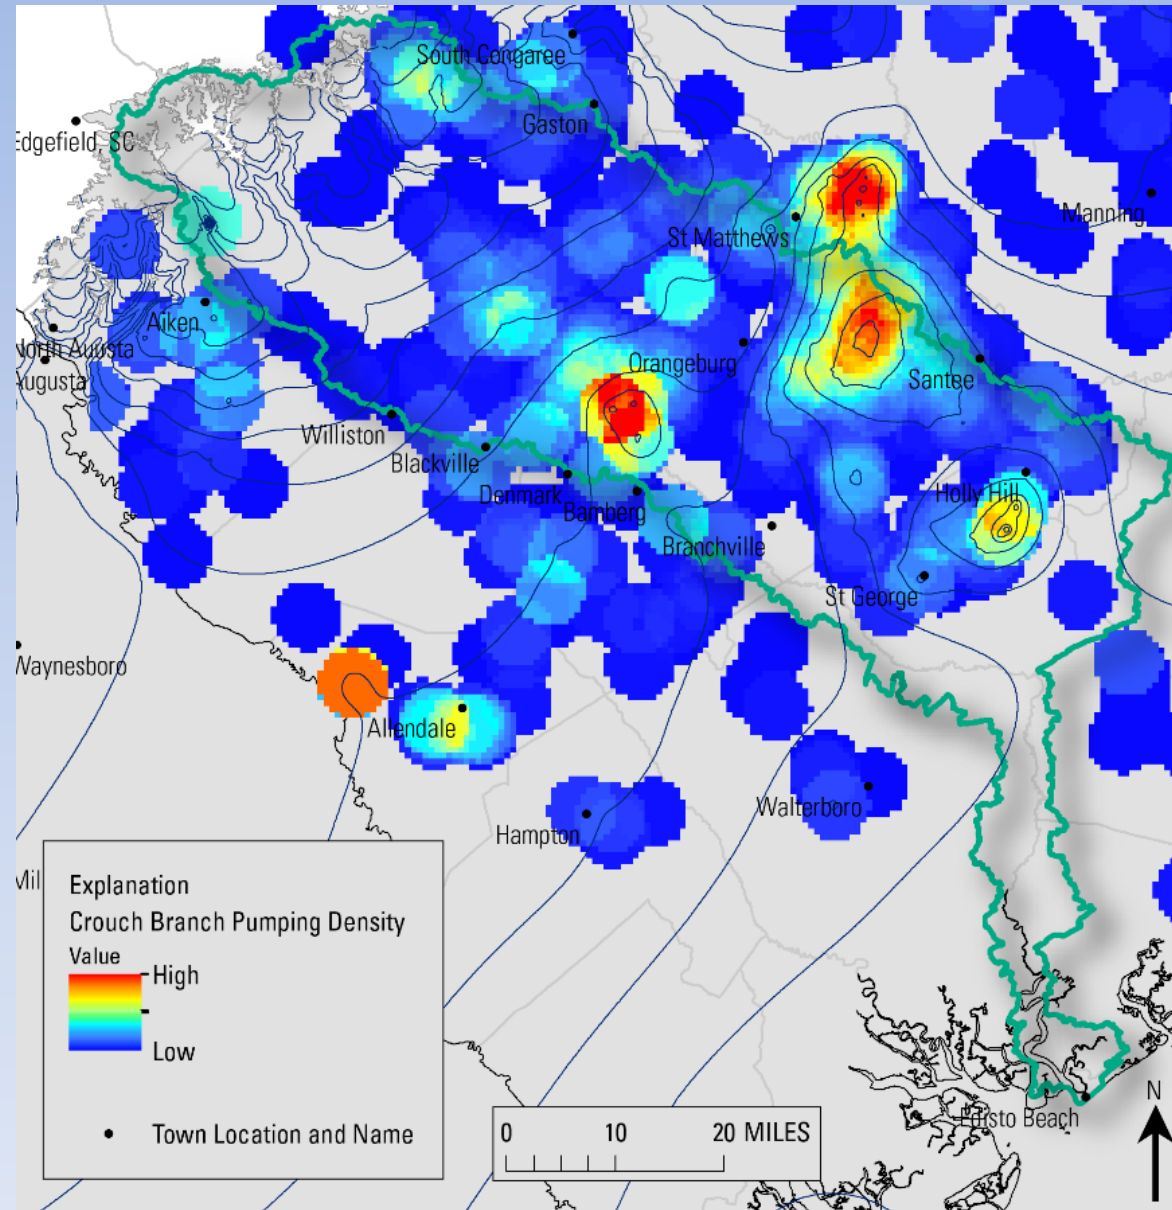 South Congaree
Gaston
Edgefield, SC
Manning
St Matthews
Aiken
North Augusta
Augusta
Orangeburg
Santee
Williston
Blackville
Denmark
Holly Hill
Bamberg
Branchville
St George
Waynesboro
Allendale
Walterboro
Hampton
Mil
Explanation
Crouch Branch Pumping Density
Value
High
Low
Town Location and Name
0 10 20 MILES
N
Edisto Beach